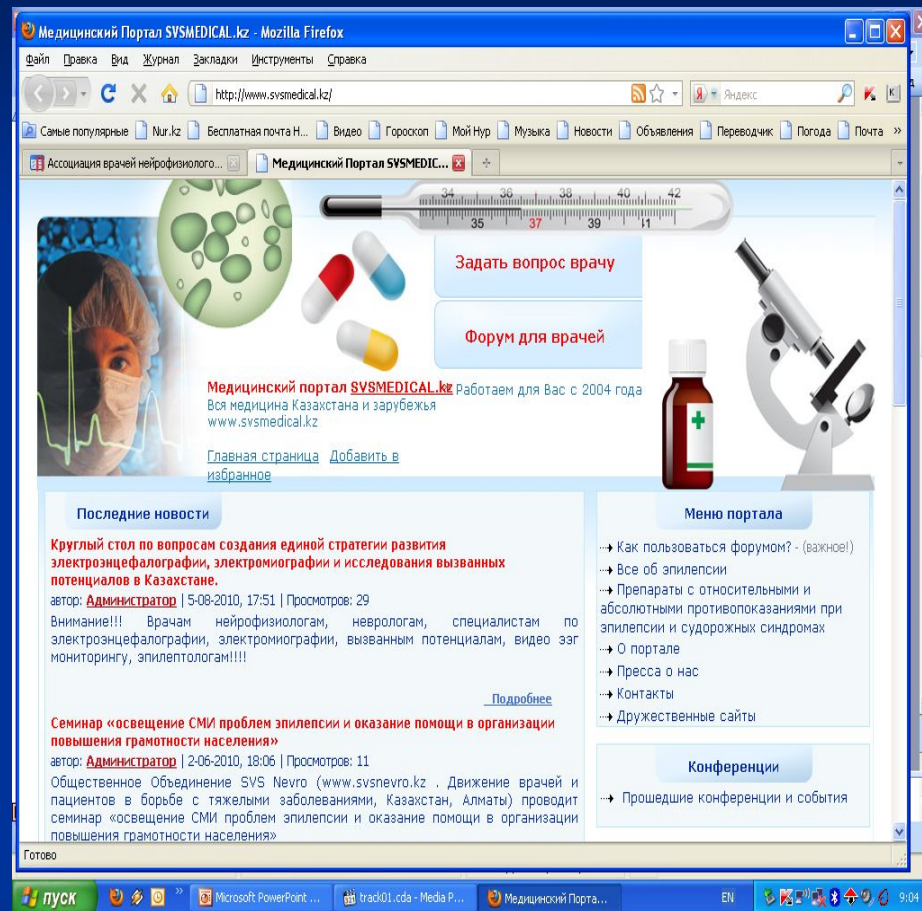 Медицинский Портал SVSMEDICAL.kz - Mozilla Firefox
Файл Правка Вид Журнал Закладки Инструменты Справка
http://www.svsmedical.kz/
Яндекс
Самые популярные Nur.kz Бесплатная почта Н... Видео Гороскоп Мой Нур Музыка Новости Объявления Переводчик Погода Почта »
Ассоциация врачей нейрофизиолого... Медицинский Портал SVSMEDIC...
34 36 38 40 42
35 37 39 41
Задать вопрос врачу
Форум для врачей
Медицинский портал SVSMEDICAL.kz Работаем для Вас с 2004 года
Вся медицина Казахстана и зарубежья
www.svsmedical.kz
Главная страница Добавить в
избранное
Последние новости
Круглый стол по вопросам создания единой стратегии развития
электроэнцефалографии, электромиографии и исследования вызванных
потенциалов в Казахстане.
автор: Администратор | 5-08-2010, 17:51 | Просмотров: 29
Внимание!!! Врачам нейрофизиологам, неврологам, специалистам по
электроэнцефалографии, электромиографии, вызванным потенциалам, видео ээг
мониторингу, эпилептологам!!!!
Подробнее
Семинар «освещение СМИ проблем эпилепсии и оказание помощи в организации
повышения грамотности населения»
автор: Администратор | 2-06-2010, 18:06 | Просмотров: 11
Общественное Объединение SVS Nevro (www.svsnevro.kz . Движение врачей и
пациентов в борьбе с тяжелыми заболеваниями, Казахстан, Алматы) проводит
семинар «освещение СМИ проблем эпилепсии и оказание помощи в организации
повышения грамотности населения»
Меню портала
Как пользоваться форумом? - (важное!)
Все об эпилепсии
Препараты с относительными и
абсолютными противопоказаниями при
эпилепсии и судорожных синдромах
О портале
Пресса о нас
Контакты
Дружественные сайты
Конференции
Прошедшие конференции и события
Готово
пуск » Microsoft PowerPoint ... track01.cda - Media P... Медицинский Порта... EN 9:04